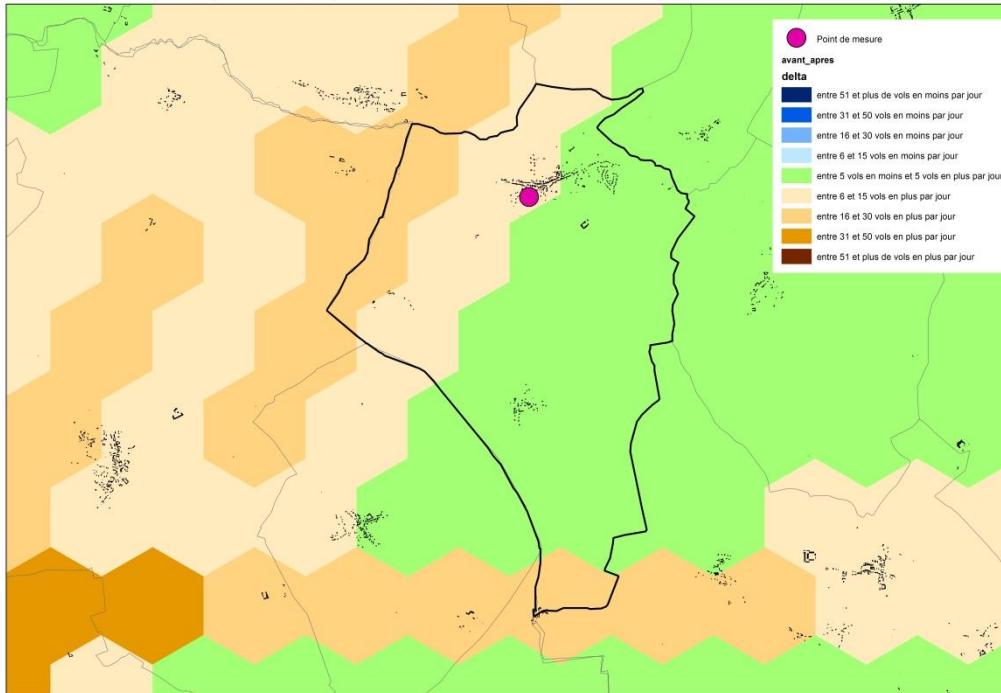 Point de mesure
avant_apres
delta
entre 51 et plus de vols en moins par jour
entre 31 et 50 vols en moins par jour
entre 16 et 30 vols en moins par jour
entre 6 et 15 vols en moins par jour
entre 5 vols en moins et 5 vols en plus par jour
entre 6 et 15 vols en plus par jour
entre 16 et 30 vols en plus par jour
entre 31 et 50 vols en plus par jour
entre 51 et plus de vols en plus par jour